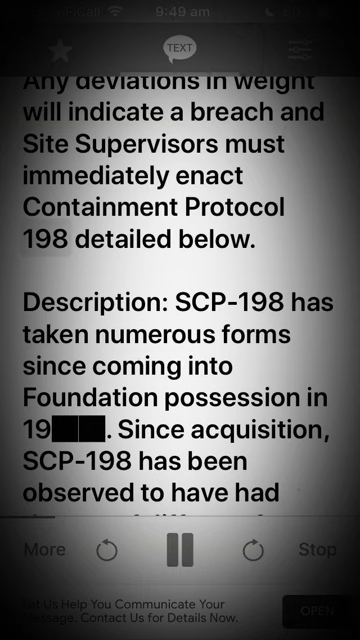 WiFiCall
9:49 am
TEXT
Any deviations in weight
will indicate a breach and
Site Supervisors must
immediately enact
Containment Protocol
198 detailed below.
Description: SCP-198 has
taken numerous forms
since coming into
Foundation possession in
19██. Since acquisition,
SCP-198 has been
observed to have had
More
Stop
Let Us Help You Communicate Your
Message. Contact Us for Details Now.
OPEN